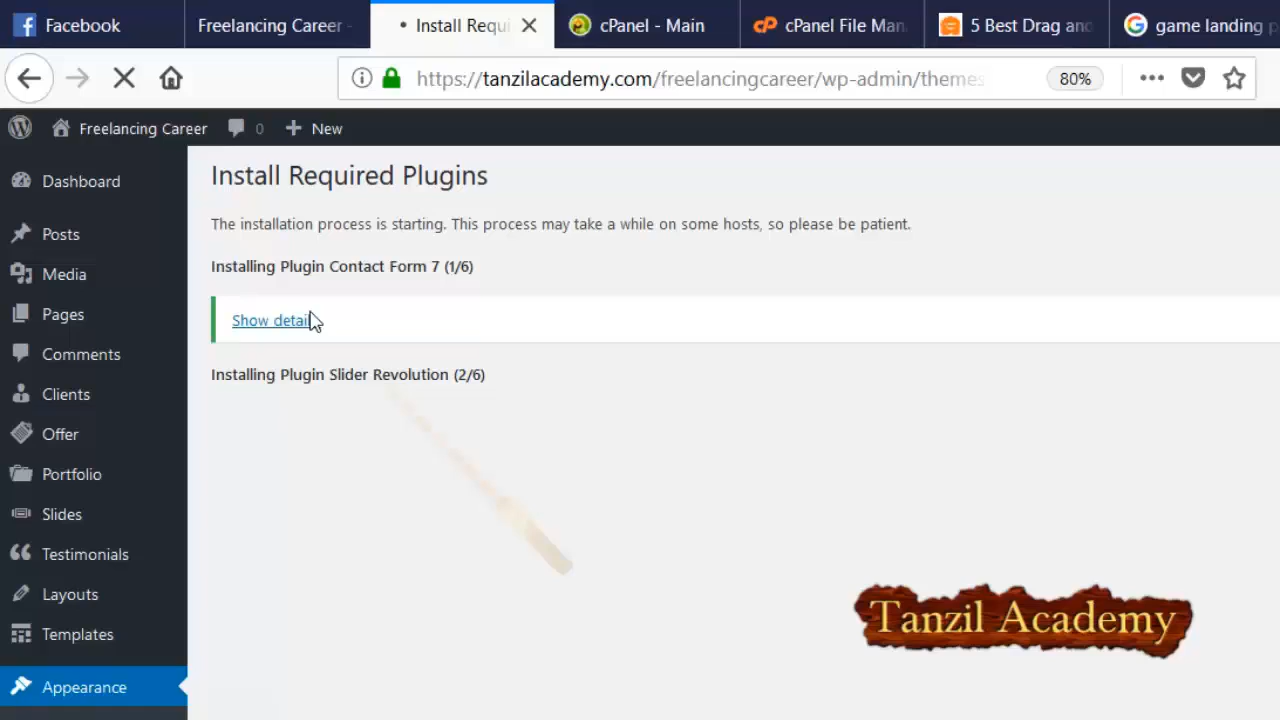 Facebook
Freelancing Career -
Install Requi
cPanel - Main
cPanel File Man
5 Best Drag an
game landing p
https://tanzilacademy.com/freelancingcareer/wp-admin/themes
80%
Freelancing Career
0
New
Dashboard
Posts
Media
Pages
Comments
Clients
Offer
Portfolio
Slides
Testimonials
Layouts
Templates
Appearance
Install Required Plugins
The installation process is starting. This process may take a while on some hosts, so please be patient.
Installing Plugin Contact Form 7 (1/6)
Show detail
Installing Plugin Slider Revolution (2/6)
Tanzil Academy